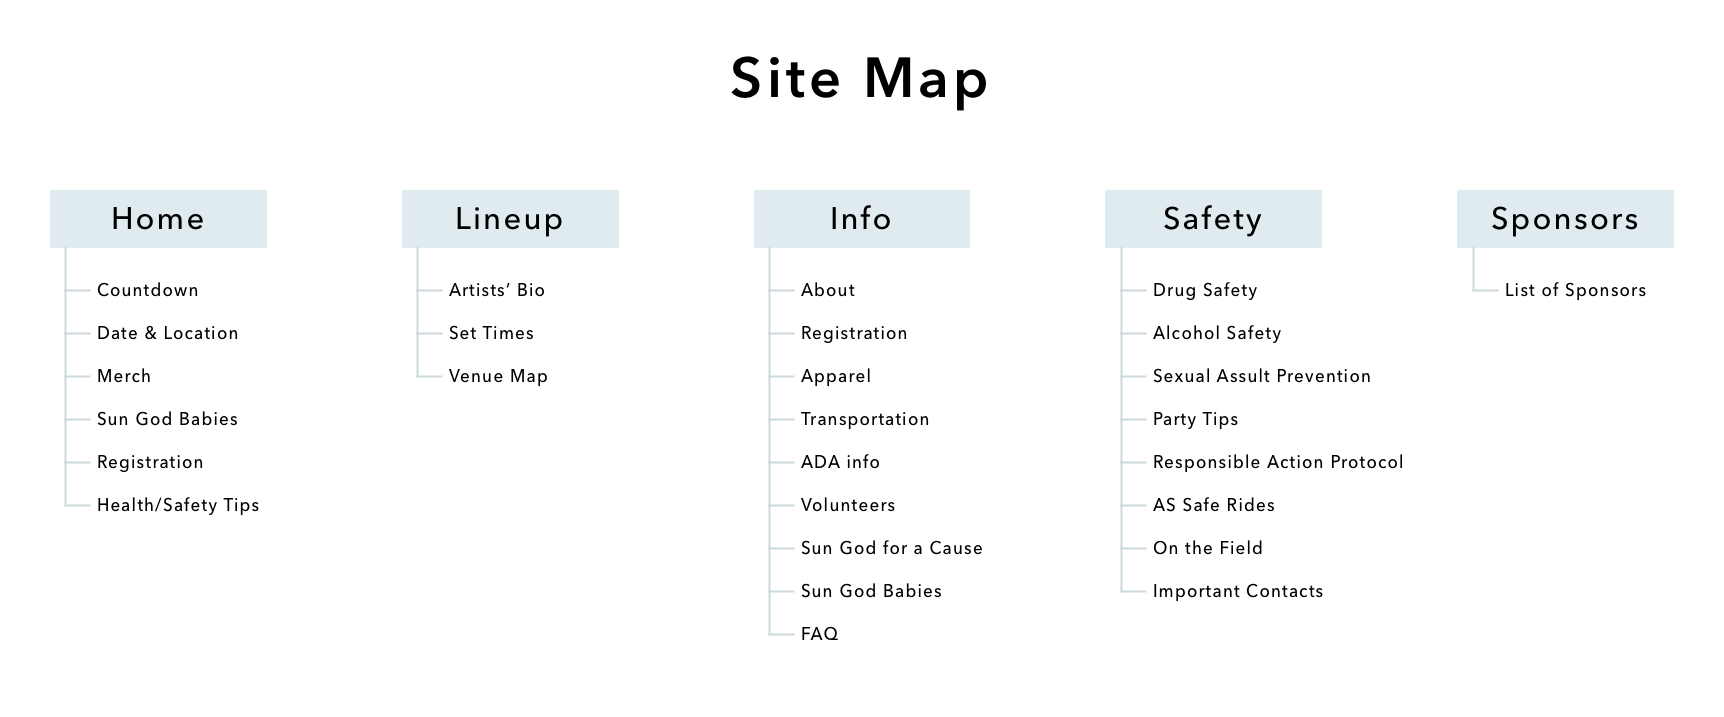 Site Map
Home
Countdown
Date & Location
Merch
Sun God Babies
Registration
Health/Safety Tips
Lineup
Artists’ Bio
Set Times
Venue Map
Info
About
Registration
Apparel
Transportation
ADA info
Volunteers
Sun God for a Cause
Sun God Babies
FAQ
Safety
Drug Safety
Alcohol Safety
Sexual Assult Prevention
Party Tips
Responsible Action Protocol
AS Safe Rides
On the Field
Important Contacts
Sponsors
List of Sponsors